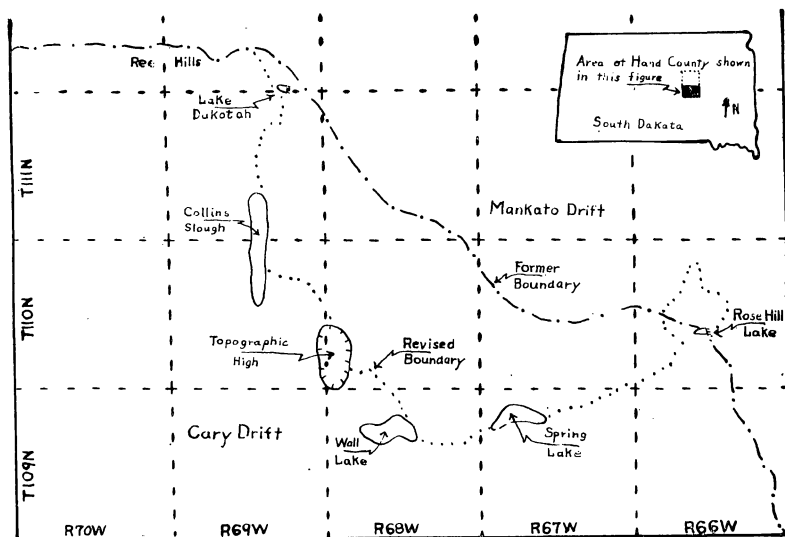 Ree Hills
Lake
Dukotah
Area of Hand County shown
in this figure
N
South Dakota
T111N
Collins
Slough
Mankato Drift
Former
Boundary
T110N
Rose Hill
Lake
Topographic
High
Revised
Boundary
Cary Drift
Wall
Lake
Spring
Lake
T109N
R70W
R69W
R68W
R67W
R66W